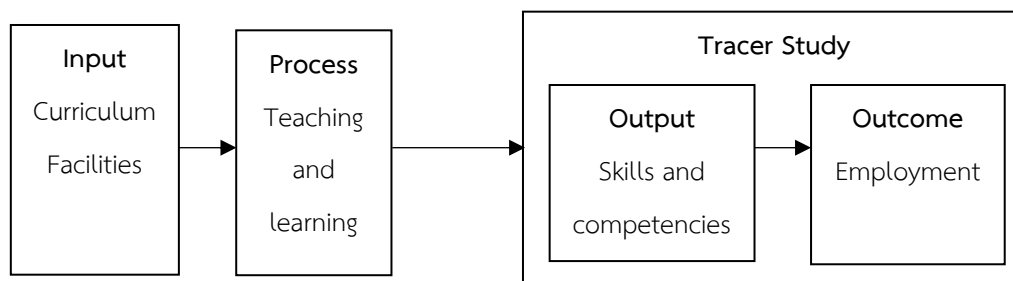 Input
Curriculum
Facilities
Process
Teaching
and
learning
Tracer Study
Output
Skills and
competencies
Outcome
Employment